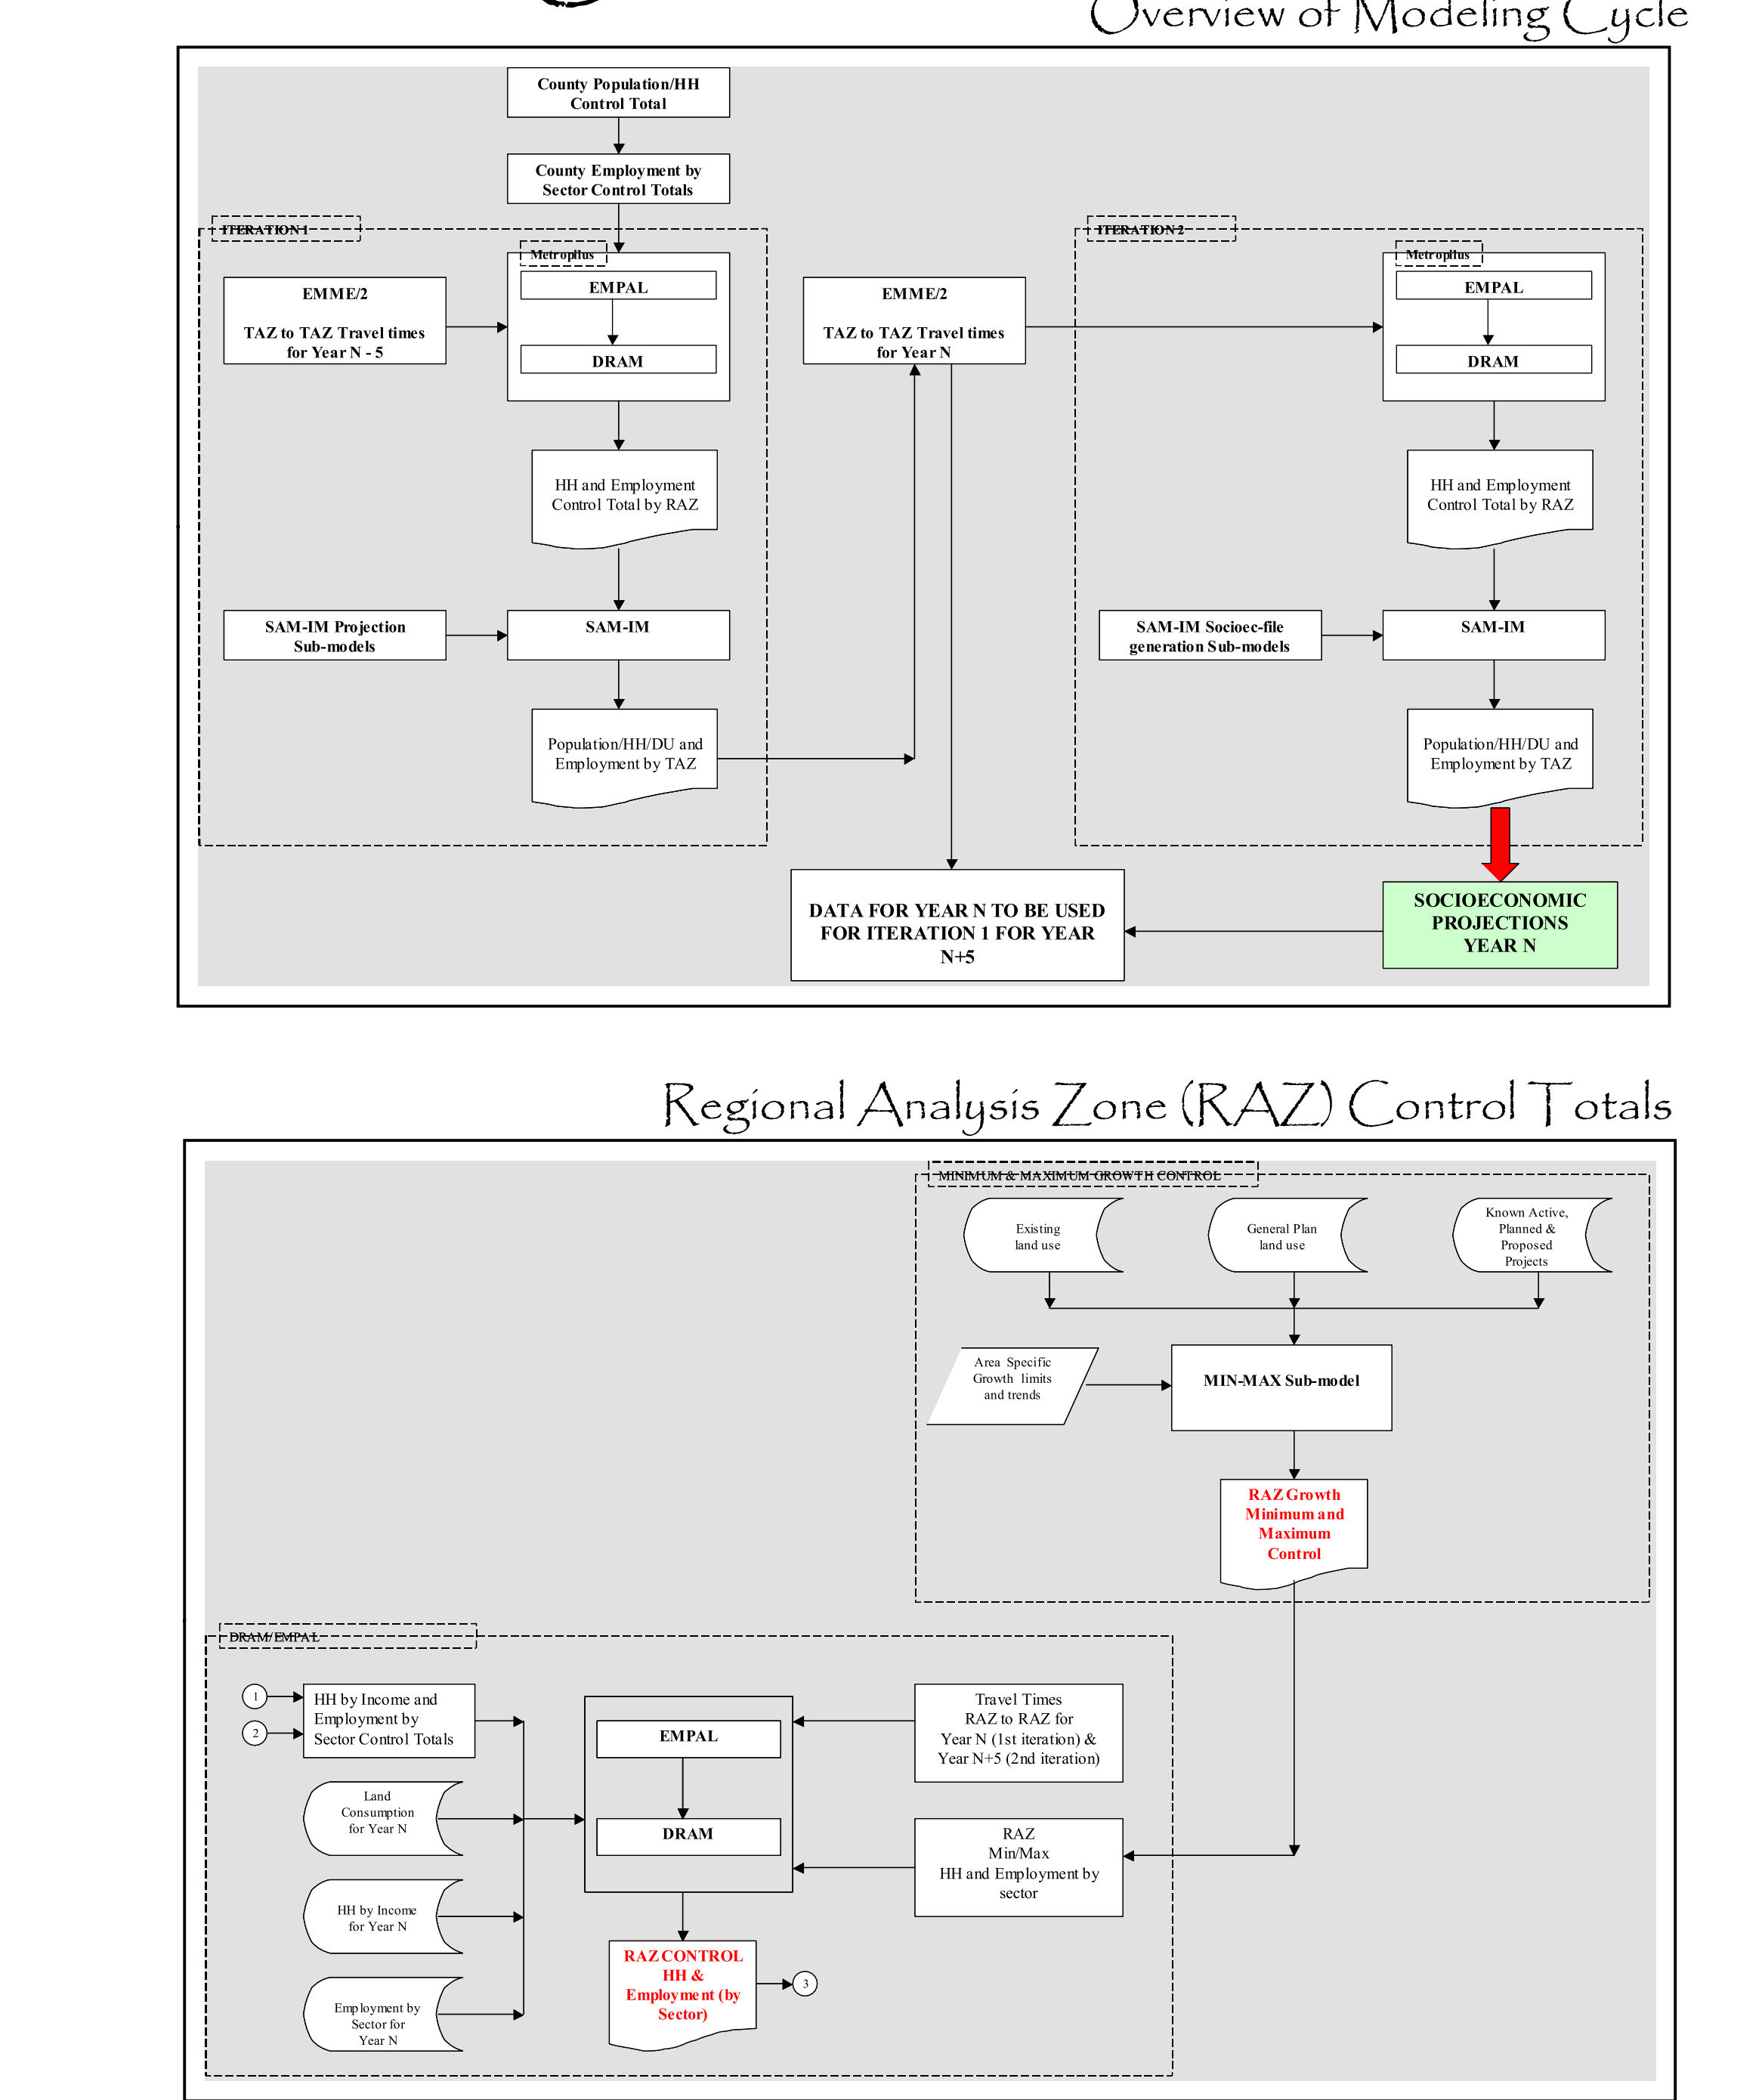 Overview of Modeling Cycle
County Population/HH
Control Total
County Employment by
Sector Control Totals
ITERATION 1
Metropilus
EMPAL
DRAM
EMME/2
TAZ to TAZ Travel times
for Year N - 5
HH and Employment
Control Total by RAZ
SAM-IM Projection
Sub-models
SAM-IM
Population/HH/DU and
Employment by TAZ
EMME/2
TAZ to TAZ Travel times
for Year N
ITERATION 2
Metropilus
EMPAL
DRAM
HH and Employment
Control Total by RAZ
SAM-IM Socioec-file
generation Sub-models
SAM-IM
Population/HH/DU and
Employment by TAZ
DATA FOR YEAR N TO BE USED
FOR ITERATION 1 FOR YEAR
N+5
SOCIOECONOMIC
PROJECTIONS
YEAR N
Regional Analysis Zone (RAZ) Control Totals
MINIMUM & MAXIMUM GROWTH CONTROL
Existing
land use
General Plan
land use
Known Active,
Planned &
Proposed
Projects
Area Specific
Growth limits
and trends
MIN-MAX Sub-model
RAZ Growth
Minimum and
Maximum
Control
DRAM/EMPAL
1
2
HH by Income and
Employment by
Sector Control Totals
Land
Consumption
for Year N
HH by Income
for Year N
Employment by
Sector for
Year N
EMPAL
DRAM
Travel Times
RAZ to RAZ for
Year N (1st iteration) &
Year N+5 (2nd iteration)
RAZ
Min/Max
HH and Employment by
sector
RAZ CONTROL
HH &
Employment (by
Sector)
3